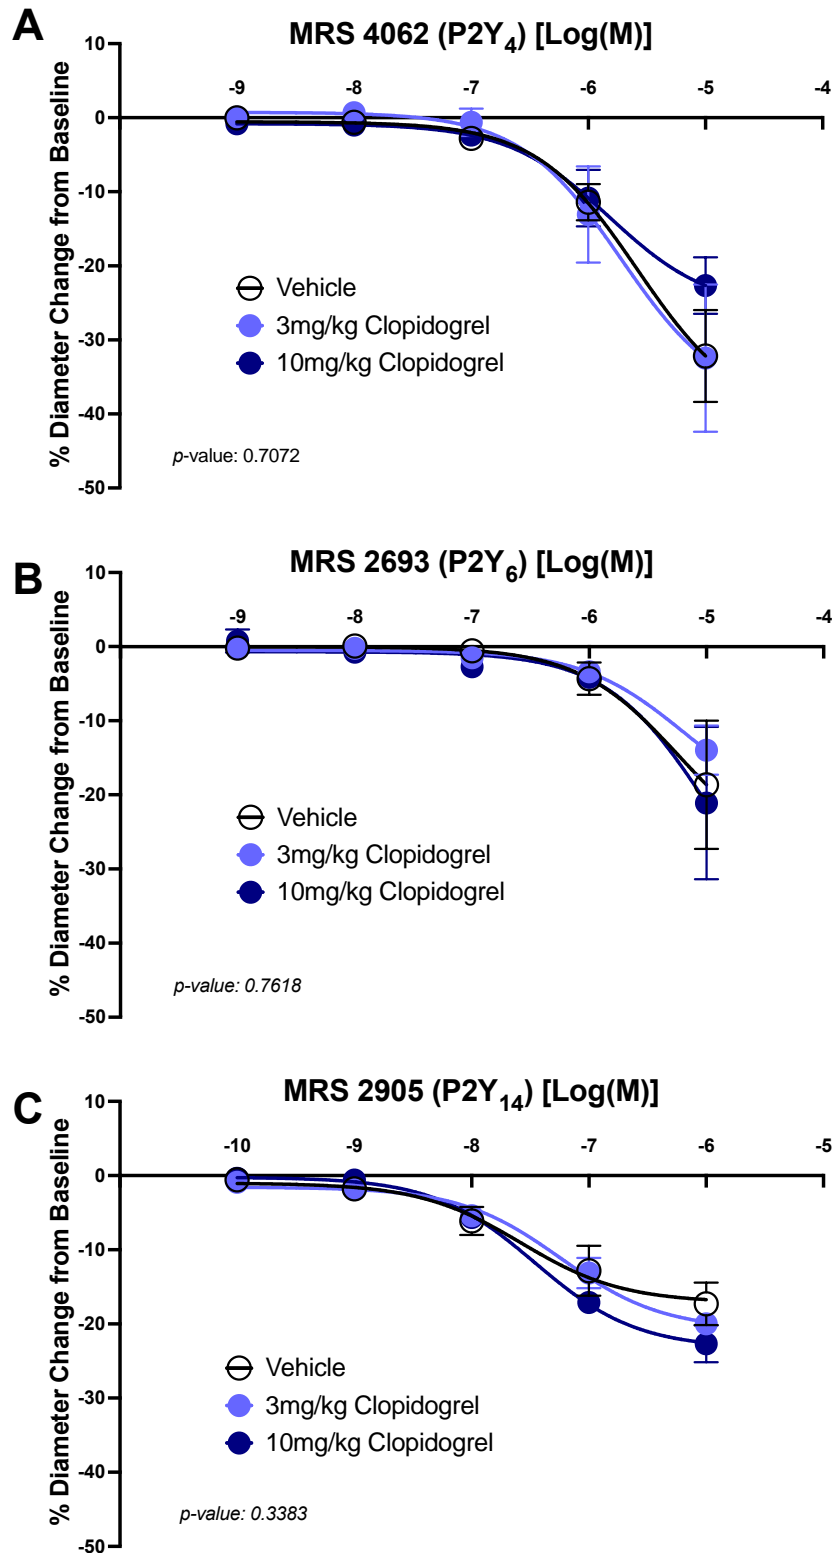 A
MRS 4062 (P2Y4) [Log(M)]
% Diameter Change from Baseline
10
0
-10
-20
-30
-40
-50
-9 -8 -7 -6 -5 -4
Vehicle
3mg/kg Clopidogrel
10mg/kg Clopidogrel
p-value: 0.7072
B
MRS 2693 (P2Y6) [Log(M)]
% Diameter Change from Baseline
10
0
-10
-20
-30
-40
-50
-9 -8 -7 -6 -5 -4
Vehicle
3mg/kg Clopidogrel
10mg/kg Clopidogrel
p-value: 0.7618
C
MRS 2905 (P2Y14) [Log(M)]
% Diameter Change from Baseline
10
0
-10
-20
-30
-40
-50
-10 -9 -8 -7 -6 -5
Vehicle
3mg/kg Clopidogrel
10mg/kg Clopidogrel
p-value: 0.3383